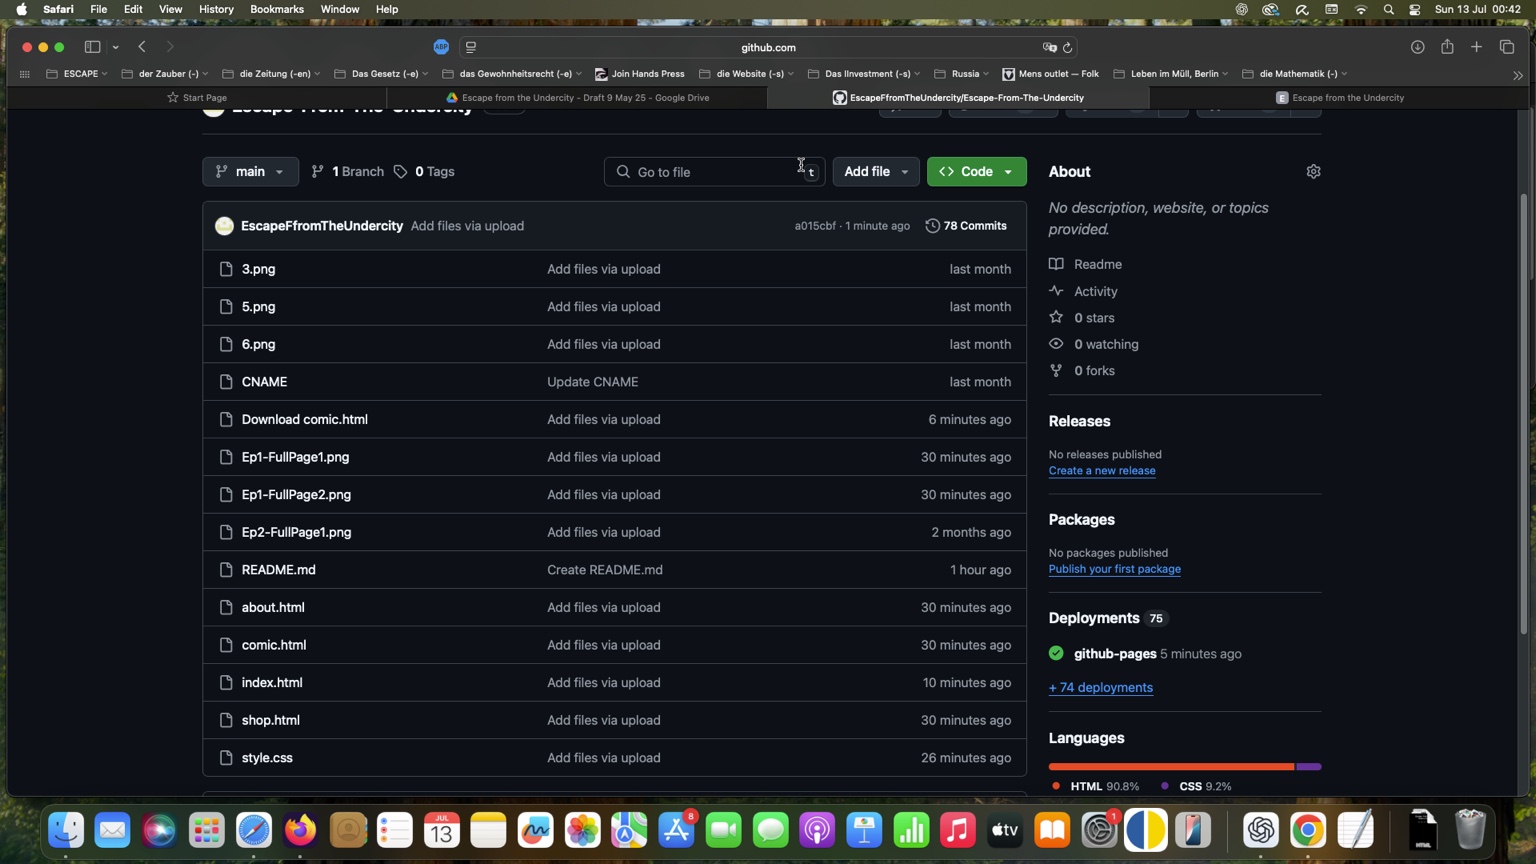 Safari File Edit View History Bookmarks Window Help Sun 13 Jul 00:42
ABP github.com
ESCAPE der Zauber (-) die Zeitung (-en) Das Gesetz (-e) das Gewohnheitsrecht (-e) Join Hands Press die Website (-s) Das IInvestment (-s) Russia Mens outlet — Folk Leben im Müll, Berlin die Mathematik (-)
Start Page Escape from the Undercity - Draft 9 May 25 - Google Drive EscapeFfromTheUndercity/Escape-From-The-Undercity E Escape from the Undercity
Escape-From-The-Undercity
main 1 Branch 0 Tags Go to file t Add file <> Code
EscapeFfromTheUndercity Add files via upload a015cbf · 1 minute ago 78 Commits
3.png Add files via upload last month
5.png Add files via upload last month
6.png Add files via upload last month
CNAME Update CNAME last month
Download comic.html Add files via upload 6 minutes ago
Ep1-FullPage1.png Add files via upload 30 minutes ago
Ep1-FullPage2.png Add files via upload 30 minutes ago
Ep2-FullPage1.png Add files via upload 2 months ago
README.md Create README.md 1 hour ago
about.html Add files via upload 30 minutes ago
comic.html Add files via upload 30 minutes ago
index.html Add files via upload 10 minutes ago
shop.html Add files via upload 30 minutes ago
style.css Add files via upload 26 minutes ago
About
No description, website, or topics
provided.
Readme
Activity
0 stars
0 watching
0 forks
Releases
No releases published
Create a new release
Packages
No packages published
Publish your first package
Deployments 75
github-pages 5 minutes ago
+ 74 deployments
Languages
HTML 90.8% CSS 9.2%
JUL
13
8
tv
1
HTML